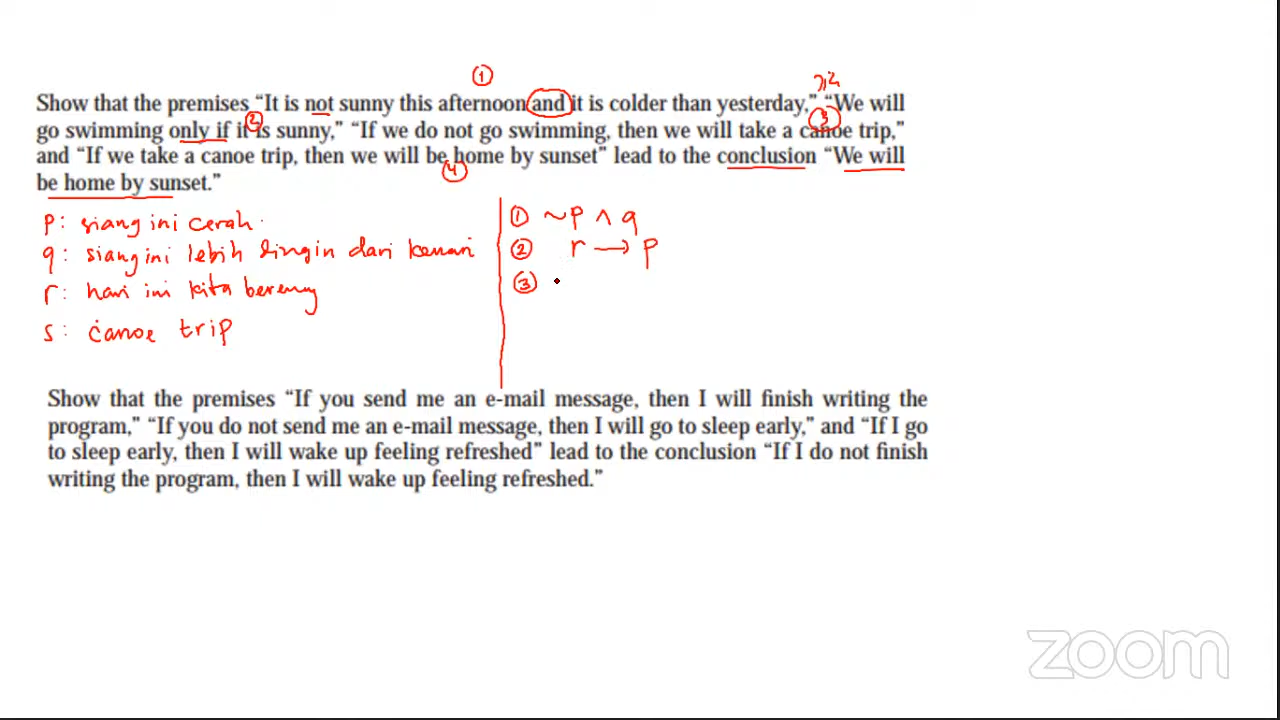 ①
Show that the premises “It is not sunny this afternoon and it is colder than yesterday,” “We will
go swimming only if it is sunny,” “If we do not go swimming, then we will take a canoe trip,”
②
③
and “If we take a canoe trip, then we will be home by sunset” lead to the conclusion “We will
④
be home by sunset.”
p: siang ini cerah.
q: siang ini lebih dingin dari kemari
r: hari ini kita berenang
s: canoe trip
① ~p ∧ q
② r → p
③
Show that the premises “If you send me an e-mail message, then I will finish writing the
program,” “If you do not send me an e-mail message, then I will go to sleep early,” and “If I go
to sleep early, then I will wake up feeling refreshed” lead to the conclusion “If I do not finish
writing the program, then I will wake up feeling refreshed.”
zoom